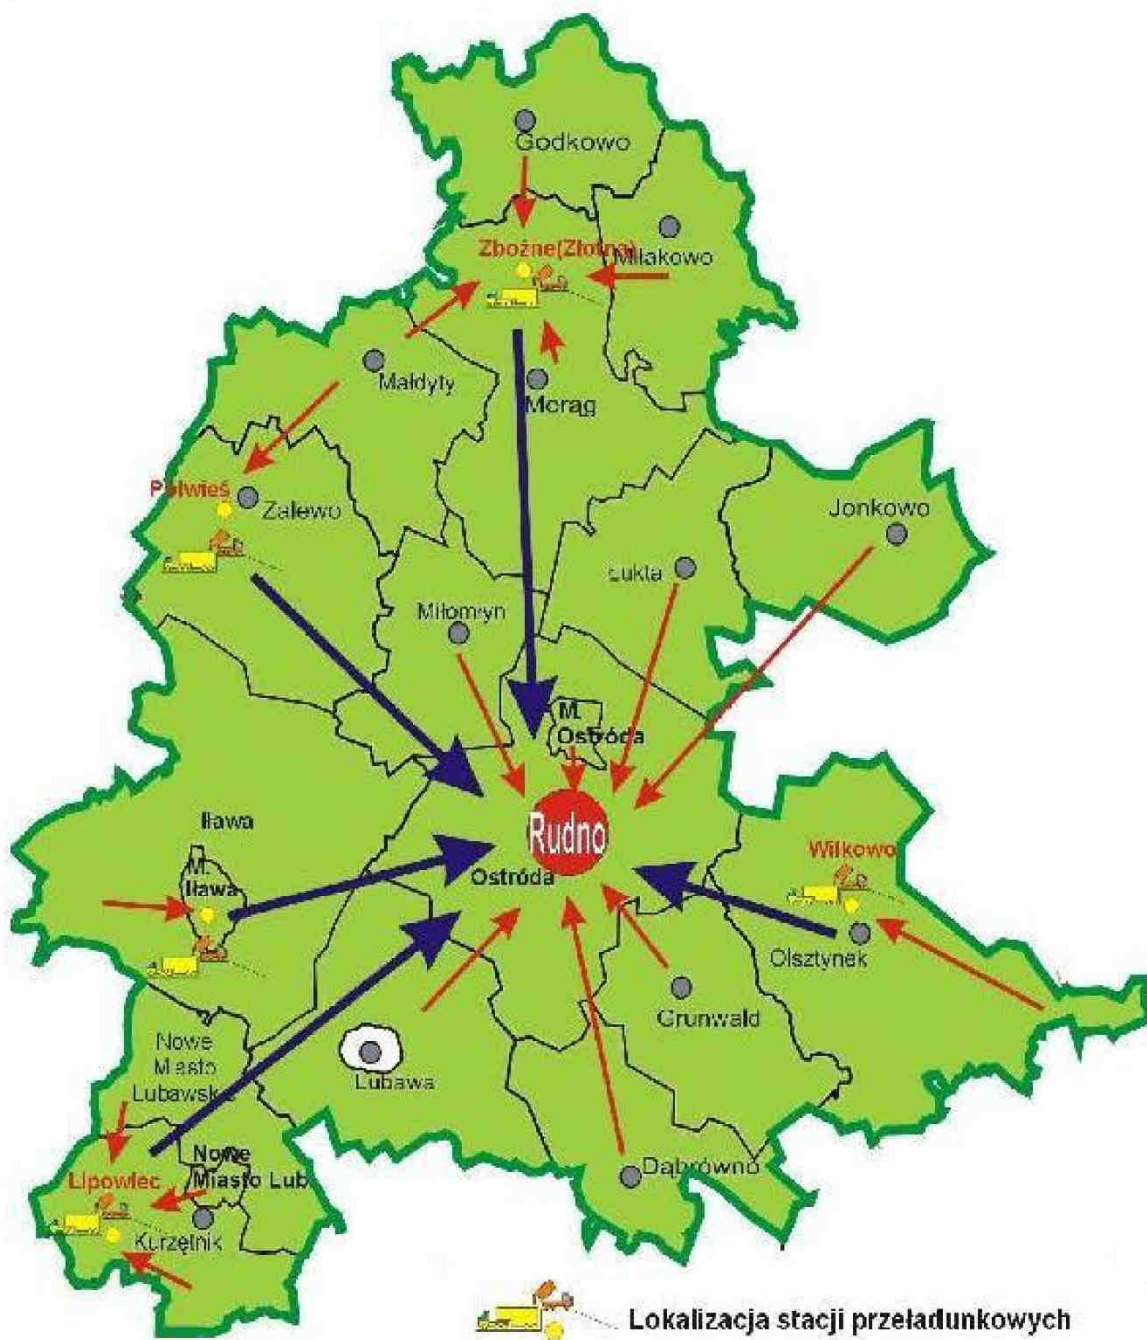 Godkowo
Zbożne(Złotna)
Miłakowo
Małdyty
Morąg
Połwieś
Zalewo
Jonkowo
Łukta
Miłomłyn
M.
Ostróda
Iława
Rudno
Wilkowo
M.
Iława
Ostróda
Olsztynek
Grunwald
Nowe
Miasto
Lubawskie
Lubawa
Nowe
Miasto Lub.
Dąbrówno
Lipowiec
Kurzętnik
Lokalizacja stacji przeładunkowych